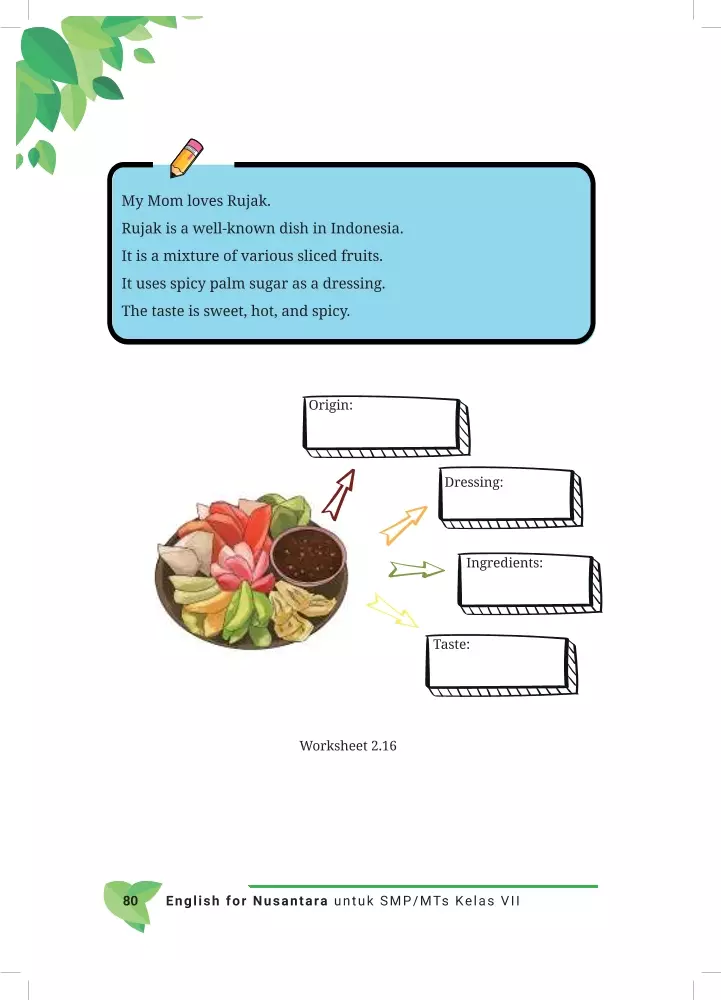 My Mom loves Rujak.
Rujak is a well-known dish in Indonesia.
It is a mixture of various sliced fruits.
It uses spicy palm sugar as a dressing.
The taste is sweet, hot, and spicy.
Origin:
Dressing:
Ingredients:
Taste:
Worksheet 2.16
80 English for Nusantara untuk SMP/MTs Kelas VII